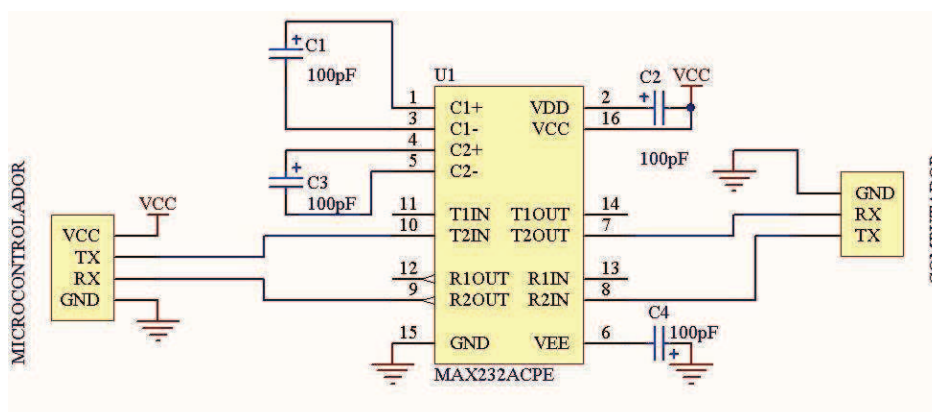 C1
100pF
U1
1
3
4
5
C1+
C1-
C2+
C2-
VDD
VCC
2
16
C2
VCC
100pF
C3
100pF
11
10
T1IN
T2IN
T1OUT
T2OUT
14
7
12
9
R1OUT
R2OUT
R1IN
R2IN
13
8
15
GND
VEE
6
C4
100pF
MAX232ACPE
MICROCONTROLADOR
VCC
VCC
TX
RX
GND
GND
RX
TX